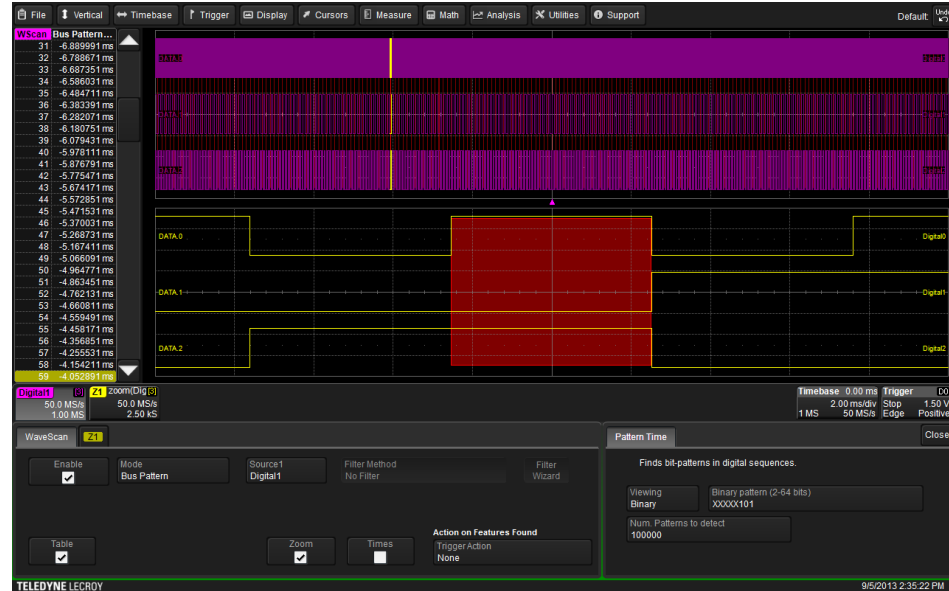 File Vertical Timebase Trigger Display Cursors Measure Math Analysis Utilities Support Default Undo
WScan Bus Pattern...
31 -6.889991 ms
32 -6.788671 ms
33 -6.687351 ms
34 -6.586031 ms
35 -6.484711 ms
36 -6.383391 ms
37 -6.282071 ms
38 -6.180751 ms
39 -6.079431 ms
40 -5.978111 ms
41 -5.876791 ms
42 -5.775471 ms
43 -5.674171 ms
44 -5.572851 ms
45 -5.471531 ms
46 -5.370031 ms
47 -5.268731 ms
48 -5.167411 ms
49 -5.066091 ms
50 -4.964771 ms
51 -4.863451 ms
52 -4.762131 ms
53 -4.660811 ms
54 -4.559491 ms
55 -4.458171 ms
56 -4.356851 ms
57 -4.255531 ms
58 -4.154211 ms
59 -4.052891 ms
DATA.0 Digital0
DATA.1 Digital1
DATA.2 Digital2
Digital1 [3] Z1 zoom(Dig [3]
50.0 MS/s 50.0 MS/s
1.00 MS 2.50 kS
Timebase 0.00 ms Trigger D0
2.00 ms/div Stop 1.50 V
1 MS 50 MS/s Edge Positive
WaveScan Z1
Enable
Mode
Bus Pattern
Source1
Digital1
Filter Method
No Filter
Filter
Wizard
Table
Zoom
Times
Action on Features Found
TriggerAction
None
Pattern Time Close
Finds bit-patterns in digital sequences.
Viewing
Binary
Binary pattern (2-64 bits)
XXXXX101
Num. Patterns to detect
100000
TELEDYNE LECROY 9/5/2013 2:35:22 PM